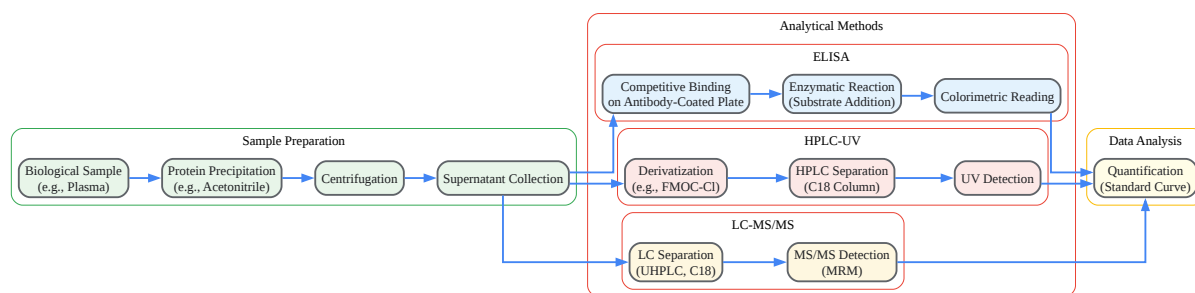 Analytical Methods
ELISA
Competitive Binding
on Antibody-Coated Plate
Enzymatic Reaction
(Substrate Addition)
Colorimetric Reading
Sample Preparation
Biological Sample
(e.g., Plasma)
Protein Precipitation
(e.g., Acetonitrile)
Centrifugation
Supernatant Collection
HPLC-UV
Derivatization
(e.g., FMOC-Cl)
HPLC Separation
(C18 Column)
UV Detection
Data Analysis
Quantification
(Standard Curve)
LC-MS/MS
LC Separation
(UHPLC, C18)
MS/MS Detection
(MRM)